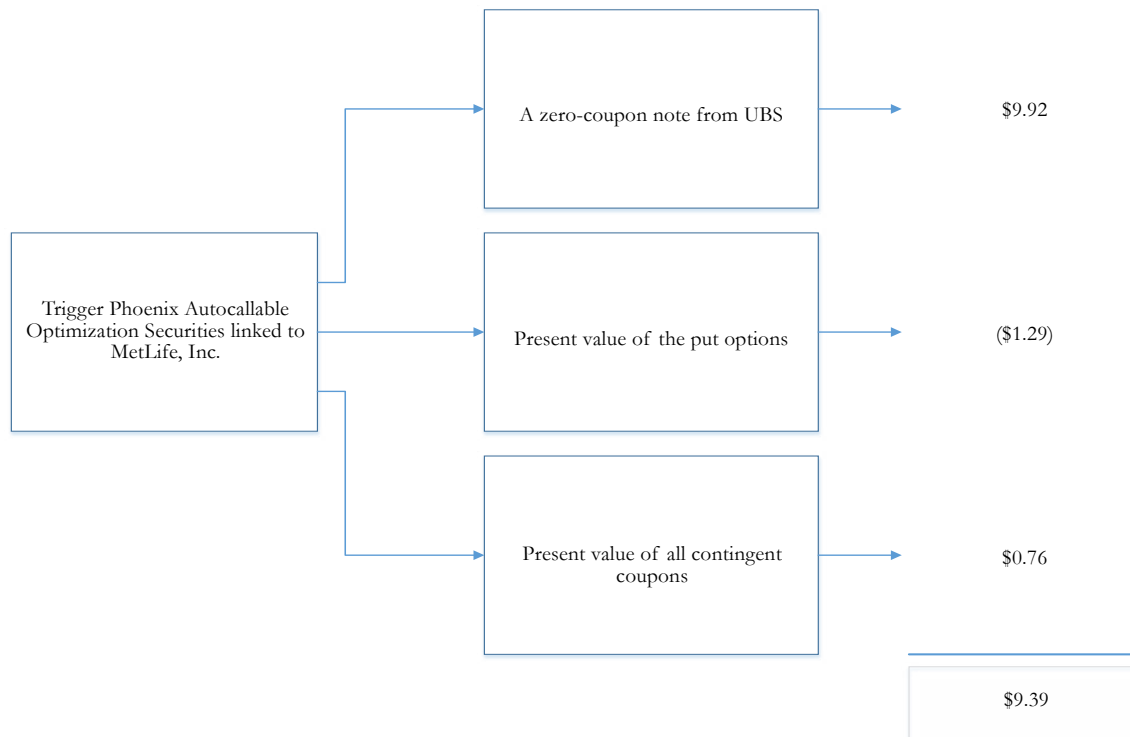 A zero-coupon note from UBS
$9.92
Trigger Phoenix Autocallable
Optimization Securities linked to
MetLife, Inc.
Present value of the put options
($1.29)
Present value of all contingent
coupons
$0.76
$9.39